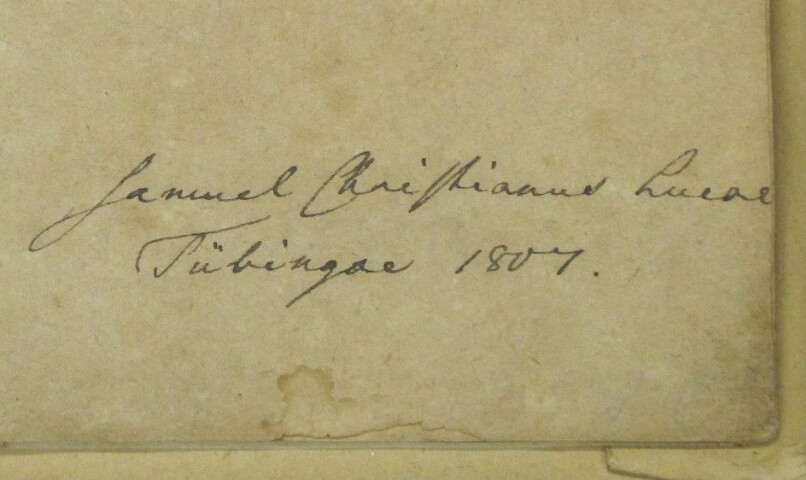 Samuel Christianus Lucae
Tübingae 1807.